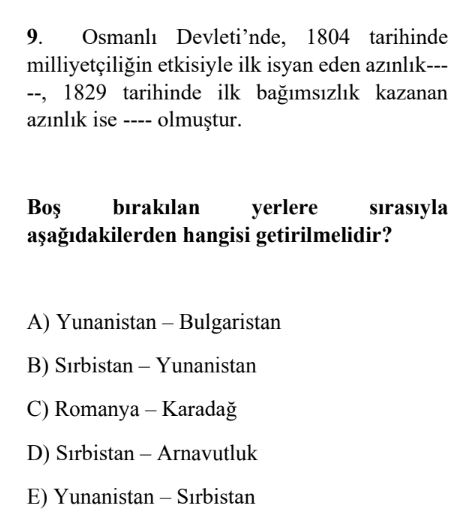 9. Osmanlı Devleti’nde, 1804 tarihinde
milliyetçiliğin etkisiyle ilk isyan eden azınlık---
--, 1829 tarihinde ilk bağımsızlık kazanan
azınlık ise ---- olmuştur.
Boş bırakılan yerlere sırasıyla
aşağıdakilerden hangisi getirilmelidir?
A) Yunanistan – Bulgaristan
B) Sırbistan – Yunanistan
C) Romanya – Karadağ
D) Sırbistan – Arnavutluk
E) Yunanistan – Sırbistan